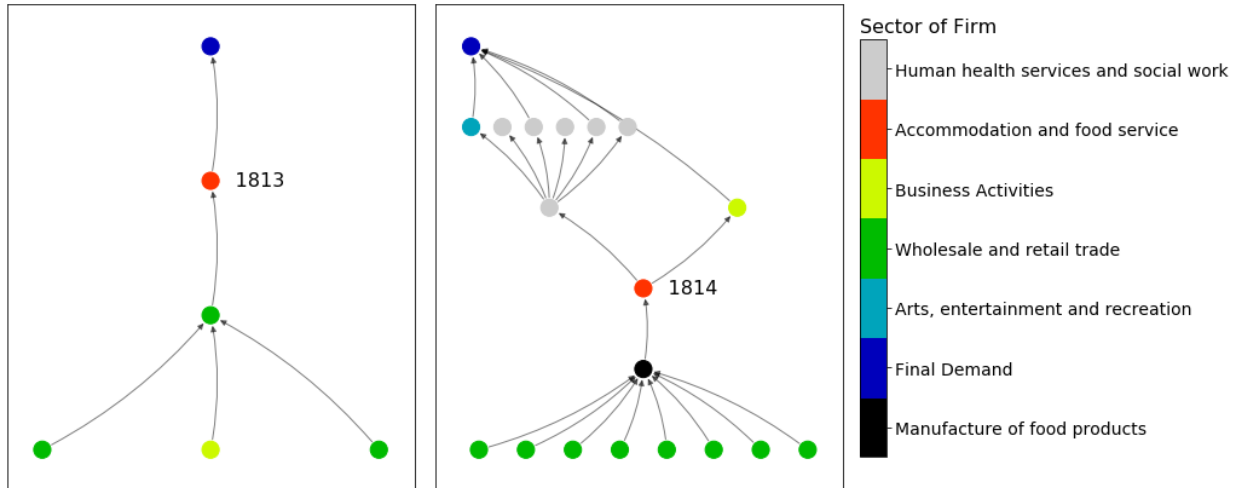 1813
1814
Sector of Firm
Human health services and social work
Accommodation and food service
Business Activities
Wholesale and retail trade
Arts, entertainment and recreation
Final Demand
Manufacture of food products